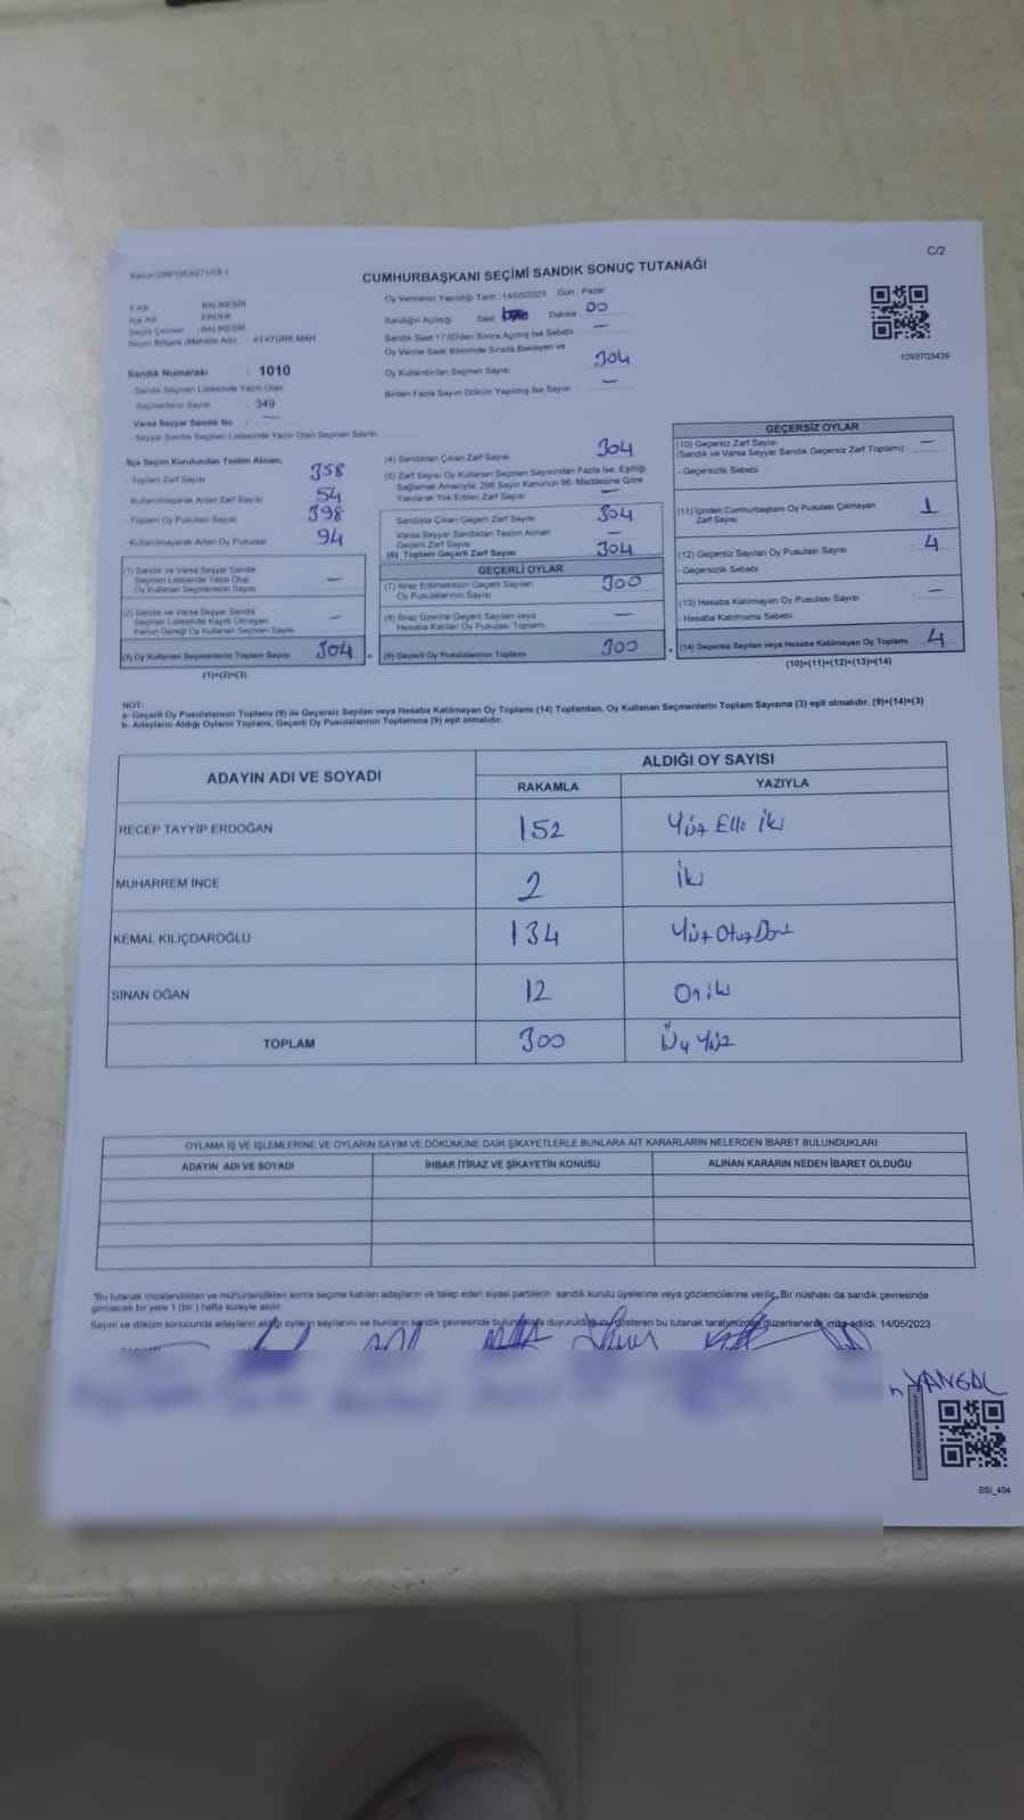 C/2
CUMHURBAŞKANI SEÇİMİ SANDIK SONUÇ TUTANAĞI
Oy Vermenin Yapıldığı Tarih : 14/05/2023 Gün : Pazar
İl Adı BALIKESİR
İlçe Adı ERDEK
Seçim Çevresi BALIKESİR
Seçim Bölgesi (Mahalle Adı) ATATÜRK MAH
Sandığın Açıldığı Saat Dakika 00
Sandık Saat 17.00'den Sonra Açılmış İse Sebebi —
Oy Verme Saati Bitiminde Sırada Bekleyen ve
Oy Kullandırılan Seçmen Sayısı 304
Birden Fazla Sayım Döküm Yapılmış İse Sayısı —
1093703439
Sandık Numarası : 1010
Sandık Seçmen Listesinde Yazılı Olan
Seçmenlerin Sayısı : 349
Varsa Seyyar Sandık No : —
Seyyar Sandık Seçmen Listesinde Yazılı Olan Seçmen Sayısı:
İlçe Seçim Kurulundan Teslim Alınan;
Toplam Zarf Sayısı 358
Kullanılmayarak Artan Zarf Sayısı 54
Toplam Oy Pusulası Sayısı 398
Kullanılmayarak Artan Oy Pusulası 94
(1) Sandık ve Varsa Seyyar Sandık
Seçmen Listesinde Yazılı Olup
Oy Kullanan Seçmenlerin Sayısı —
(2) Sandık ve Varsa Seyyar Sandık
Seçmen Listesinde Kayıtlı Olmayan
Kanun Gereği Oy Kullanan Seçmen Sayısı —
(3) Oy Kullanan Seçmenlerin Toplam Sayısı 304
(1)+(2)=(3)
(4) Sandıktan Çıkan Zarf Sayısı 304
(5) Zarf Sayısı Oy Kullanan Seçmen Sayısından Fazla İse, Eşitliği
Sağlamak Amacıyla 298 Sayılı Kanunun 98. Maddesine Göre
Yakılarak Yok Edilen Zarf Sayısı —
Sandıkta Çıkan Geçerli Zarf Sayısı 304
Varsa Seyyar Sandıktan Teslim Alınan
Geçerli Zarf Sayısı —
(6) Toplam Geçerli Zarf Sayısı 304
GEÇERLİ OYLAR
(7) İtiraz Edilmeksizin Geçerli Sayılan
Oy Pusulalarının Sayısı 300
(8) İtiraz Üzerine Geçerli Sayılan veya
Hesaba Katılan Oy Pusulası Toplamı —
(9) Geçerli Oy Pusulalarının Toplamı 300
GEÇERSİZ OYLAR
(10) Geçersiz Zarf Sayısı —
(Sandık ve Varsa Seyyar Sandık Geçersiz Zarf Toplamı)
Geçersizlik Sebebi
(11) İçinden Cumhurbaşkanı Oy Pusulası Çıkmayan
Zarf Sayısı 1
(12) Geçersiz Sayılan Oy Pusulası Sayısı 4
Geçersizlik Sebebi
(13) Hesaba Katılmayan Oy Pusulası Sayısı —
Hesaba Katılmama Sebebi
(14) Geçersiz Sayılan veya Hesaba Katılmayan Oy Toplamı 4
(10)+(11)+(12)+(13)=(14)
NOT:
a- Geçerli Oy Pusulalarının Toplamı (9) ile Geçersiz Sayılan veya Hesaba Katılmayan Oy Toplamı (14) Toplamları, Oy Kullanan Seçmenlerin Toplam Sayısına (3) eşit olmalıdır. (9)+(14)=(3)
b- Adayların Aldığı Oyların Toplamı, Geçerli Oy Pusulalarının Toplamına (9) eşit olmalıdır.
ADAYIN ADI VE SOYADI ALDIĞI OY SAYISI
RAKAMLA YAZIYLA
RECEP TAYYİP ERDOĞAN 152 Yüz Elli İki
MUHARREM İNCE 2 İki
KEMAL KILIÇDAROĞLU 134 Yüz Otuz Dört
SİNAN OĞAN 12 On iki
TOPLAM 300 Üç Yüz
OYLAMA İŞ VE İŞLEMLERİNE VE OYLARIN SAYIM VE DÖKÜMÜNE DAİR ŞİKAYETLERLE BUNLARA AİT KARARLARIN NELERDEN İBARET BULUNDUKLARI
ADAYIN ADI VE SOYADI İHBAR İTİRAZ VE ŞİKAYETİN KONUSU ALINAN KARARIN NEDEN İBARET OLDUĞU
"Bu tutanak imzalandıktan ve mühürlendikten sonra seçime katılan adayların ve talep eden siyasi partilerin sandık kurulu üyelerine veya gözlemcilerine verilir. Bir nüshası da sandık çevresinde
görülecek bir yere 1 (bir) hafta süreyle asılır.
Sayım ve döküm sonucunda adayların aldığı oyların sayılarını ve bunların sandık çevresinde duyurulduğunu gösteren bu tutanak tarafımızdan düzenlenerek imza edildi. 14/05/2023
YANGEL
SSI_404